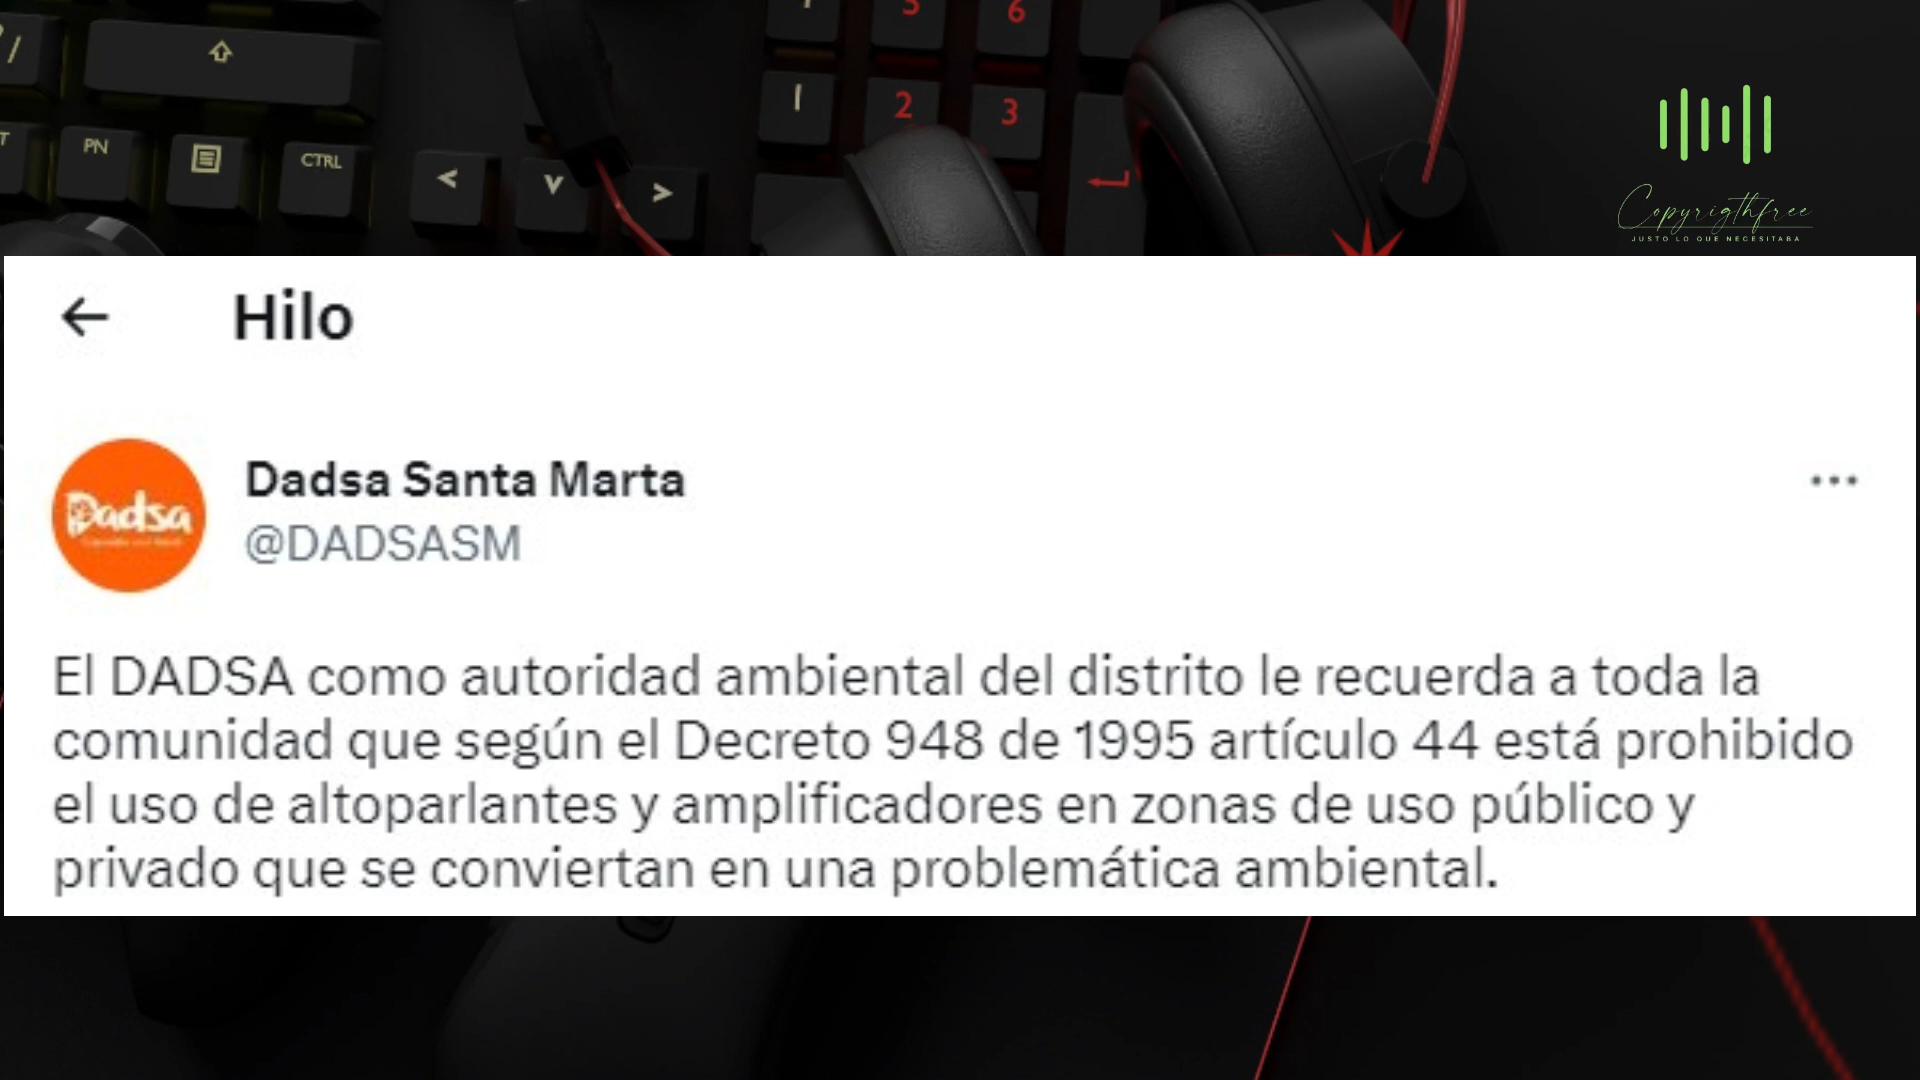 5 6
/
1 2 3
PN CTRL
< v >
Copyrigthfree
JUSTO LO QUE NECESITABA
Hilo
Dadsa
Dadsa Santa Marta
@DADSASM
El DADSA como autoridad ambiental del distrito le recuerda a toda la
comunidad que según el Decreto 948 de 1995 artículo 44 está prohibido
el uso de altoparlantes y amplificadores en zonas de uso público y
privado que se conviertan en una problemática ambiental.